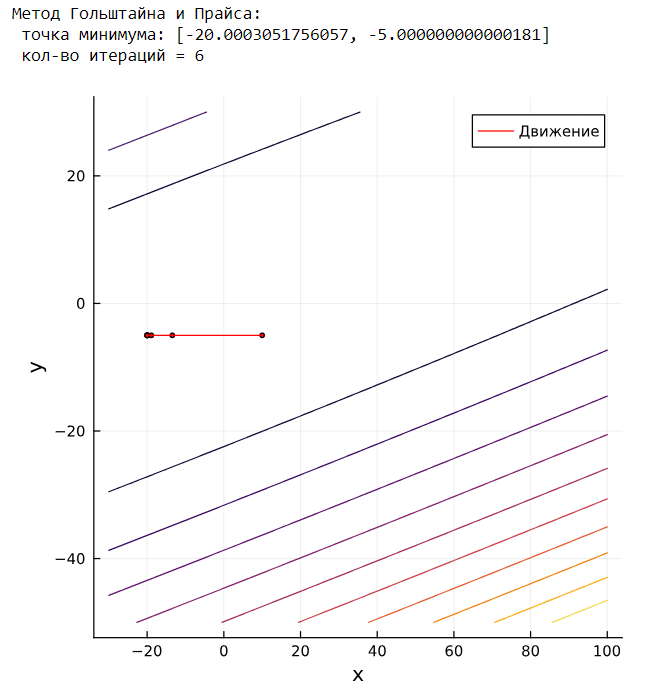 Метод Гольштайна и Прайса:
точка минимума: [-20.0003051756057, -5.000000000000181]
кол-во итераций = 6
Движение
20
0
−20
−40
y
−20
0
20
40
60
80
100
x